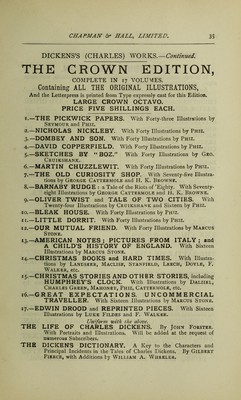 CHAPMAN & HALL, LIMITED. 35
DICKENS'S (CHARLES) WORKS.—Continued.
THE CROWN EDITION,
COMPLETE IN 17 VOLUMES.
Containing ALL THE ORIGINAL ILLUSTRATIONS,
And the Letterpress is printed from Type expressly cast for this Edition.
LARGE CROWN OCTAVO.
PRICE FIVE SHILLINGS EACH.
1.—THE PICKWICK PAPERS. With Forty-three Illustrations by
SEYMOUR and PHIZ.
2.—NICHOLAS NICKLEBY. With Forty Illustrations by PHIZ.
3.—DOMBEY AND SON. With Forty Illustrations by PHIZ.
4.—DAVID COPPERFIELD. With Forty Illustrations by PHIZ.
5.—SKETCHES BY "BOZ." With Forty Illustrations by GEO.
CRUIKSHANK.
6.—MARTIN CHUZZLEWIT. With Forty Illustrations by PHIZ.
7.—THE OLD CURIOSITY SHOP. With Seventy-five Illustra-
tions by GEORGE CATTERMOLE and H. K. BROWNE.
8.—BARNABY RUDGE: a Tale of the Riots of 'Eighty. With Seventy-
eight Illustrations by GEORGE CATTERMOLE and H. K. BROWNE.
9.—OLIVER TWIST and TALE OF TWO CITIES. With
Twenty-four Illustrations by CRUIKSHANK and Sixteen by PHIZ.
10.—BLEAK HOUSE. With Forty Illustrations by PHIZ.
11.—LITTLE DORRIT. With Forty Illustrations by PHIZ.
12.—OUR MUTUAL FRIEND. With Forty Illustrations by MARCUS
STONE.
13.—AMERICAN NOTES; PICTURES FROM ITALY; and
A CHILD'S HISTORY OF ENGLAND. With Sixteen
Illustrations by MARCUS STONE.
14.—CHRISTMAS BOOKS and HARD TIMES. With Illustra-
tions by LANDSEER, MACLISE, STANFIELD, LEECH, DOYLE, F.
WALKER, etc.
15.—CHRISTMAS STORIES AND OTHER STORIES, including
HUMPHREY'S CLOCK. With Illustrations by DALZIEL,
CHARLES GREEN, MAHONEY, PHIZ, CATTERMOLE, etc.
16.—GREAT EXPECTATIONS. UNCOMMERCIAL
TRAVELLER. With Sixteen Illustrations by MARCUS STONE.
17.—EDWIN DROOD and REPRINTED PIECES. With Sixteen
Illustrations by LUKE FILDES and F. WALKER.
Uniform with the above.
THE LIFE OF CHARLES DICKENS. By JOHN FORSTER.
With Portraits and Illustrations. Will be added at the request of
numerous Subscribers.
THE DICKENS DICTIONARY. A Key to the Characters and
Principal Incidents in the Tales of Charles Dickens. By GILBERT
PIERCE, with Additions by WILLIAM A. WHEELER.